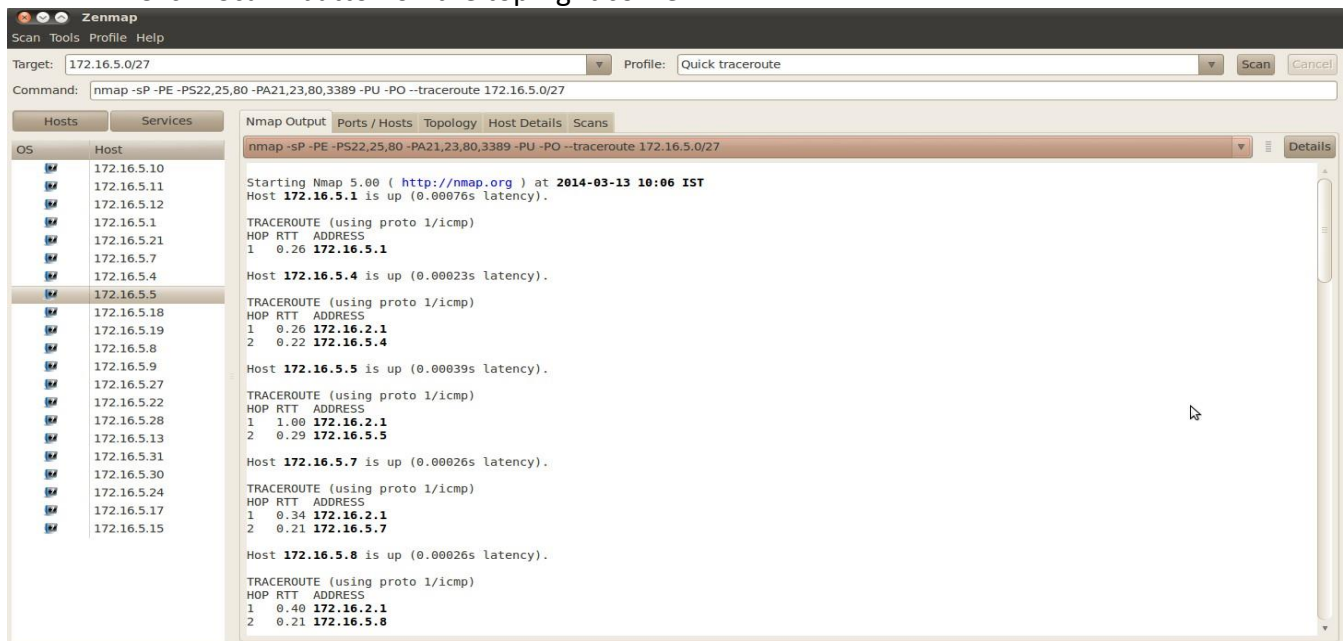 Zenmap
Scan Tools Profile Help
Target: 172.16.5.0/27 Profile: Quick traceroute Scan Cancel
Command: nmap -sP -PE -PS22,25,80 -PA21,23,80,3389 -PU -PO --traceroute 172.16.5.0/27
Hosts Services
OS Host
172.16.5.10
172.16.5.11
172.16.5.12
172.16.5.1
172.16.5.21
172.16.5.7
172.16.5.4
172.16.5.5
172.16.5.18
172.16.5.19
172.16.5.8
172.16.5.9
172.16.5.27
172.16.5.22
172.16.5.28
172.16.5.13
172.16.5.31
172.16.5.30
172.16.5.24
172.16.5.17
172.16.5.15
Nmap Output Ports / Hosts Topology Host Details Scans
nmap -sP -PE -PS22,25,80 -PA21,23,80,3389 -PU -PO --traceroute 172.16.5.0/27 Details
Starting Nmap 5.00 ( http://nmap.org ) at 2014-03-13 10:06 IST
Host 172.16.5.1 is up (0.00076s latency).
TRACEROUTE (using proto 1/icmp)
HOP RTT ADDRESS
1 0.26 172.16.5.1
Host 172.16.5.4 is up (0.00023s latency).
TRACEROUTE (using proto 1/icmp)
HOP RTT ADDRESS
1 0.26 172.16.2.1
2 0.22 172.16.5.4
Host 172.16.5.5 is up (0.00039s latency).
TRACEROUTE (using proto 1/icmp)
HOP RTT ADDRESS
1 1.00 172.16.2.1
2 0.29 172.16.5.5
Host 172.16.5.7 is up (0.00026s latency).
TRACEROUTE (using proto 1/icmp)
HOP RTT ADDRESS
1 0.34 172.16.2.1
2 0.21 172.16.5.7
Host 172.16.5.8 is up (0.00026s latency).
TRACEROUTE (using proto 1/icmp)
HOP RTT ADDRESS
1 0.40 172.16.2.1
2 0.21 172.16.5.8